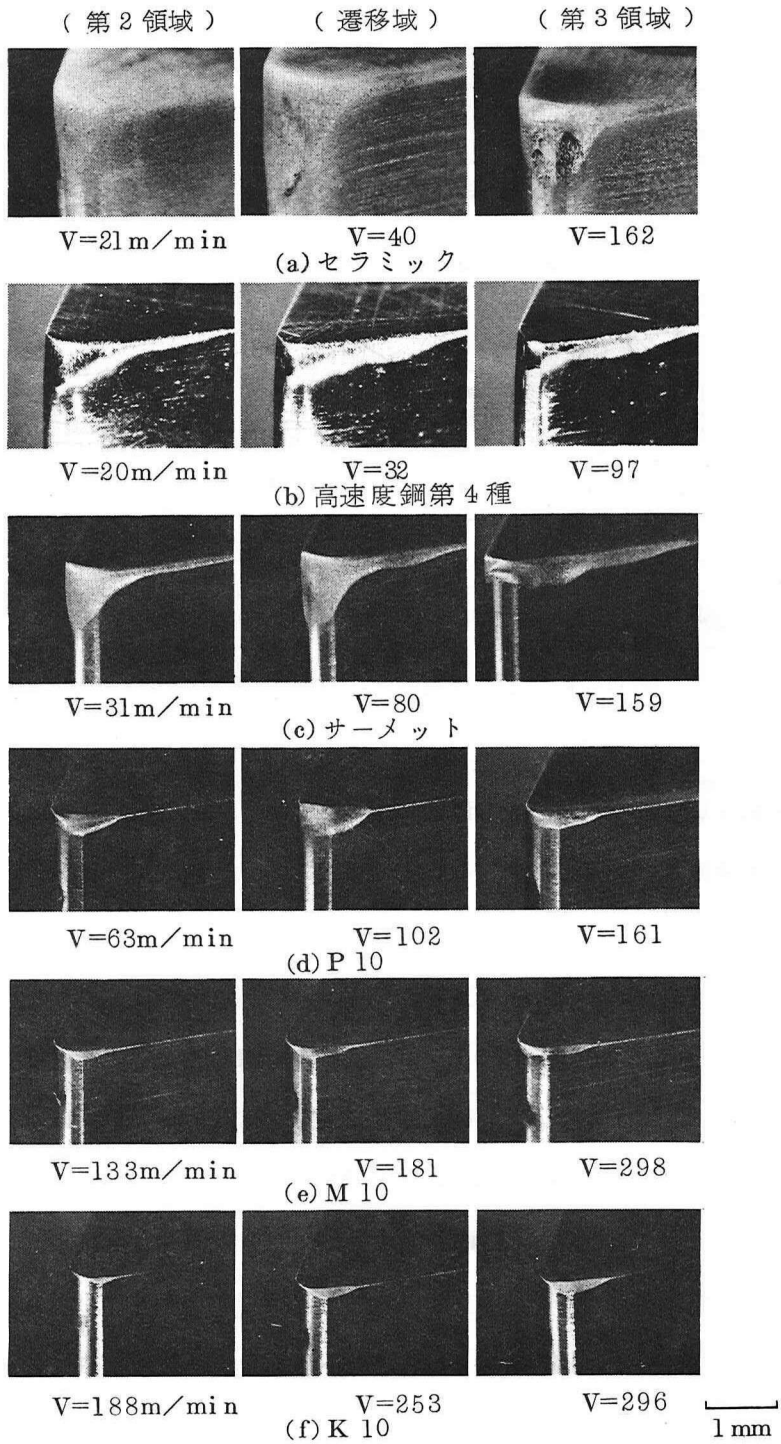 (第2領域) (遷移域) (第3領域)
V=21m/min V=40 V=162
(a)セラミック
V=20m/min V=32 V=97
(b)高速度鋼第4種
V=31m/min V=80 V=159
(c)サーメット
V=63m/min V=102 V=161
(d)P 10
V=133m/min V=181 V=298
(e)M 10
V=188m/min V=253 V=296
(f)K 10
1mm